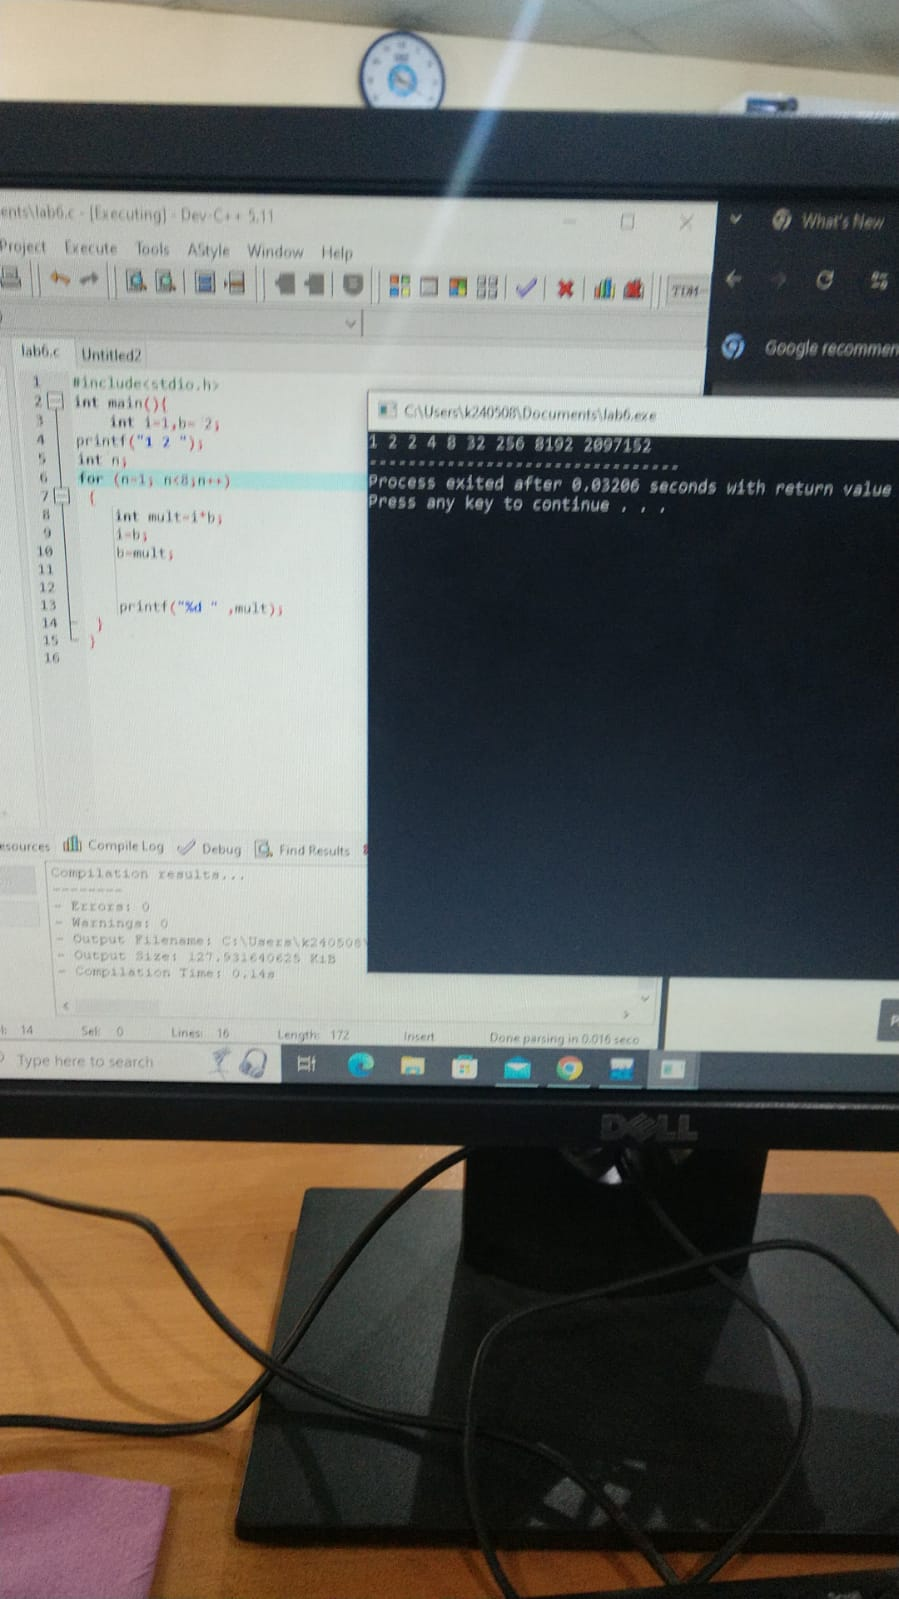 ents\lab6.c - [Executing] - Dev-C++ 5.11
Project Execute Tools AStyle Window Help
TDM-
What's New
Google recommen
lab6.c Untitled2
1 #include<stdio.h>
2 int main(){
3 int i=1,b= 2;
4 printf("1 2 ");
5 int n;
6 for (n=1; n<8;n++)
7 {
8 int mult=i*b;
9 i=b;
10 b=mult;
11
12
13 printf("%d " ,mult);
14 }
15 }
16
C:\Users\k240508\Documents\lab6.exe
1 2 2 4 8 32 256 8192 2097152
--------------------------------
Process exited after 0.03206 seconds with return value
Press any key to continue . . .
esources Compile Log Debug Find Results
Compilation results...
--------
- Errors: 0
- Warnings: 0
- Output Filename: C:\Users\k240508\
- Output Size: 127.931640625 KiB
- Compilation Time: 0.14s
14 Sel: 0 Lines: 16 Length: 172 Insert Done parsing in 0.016 seco
Type here to search
DELL